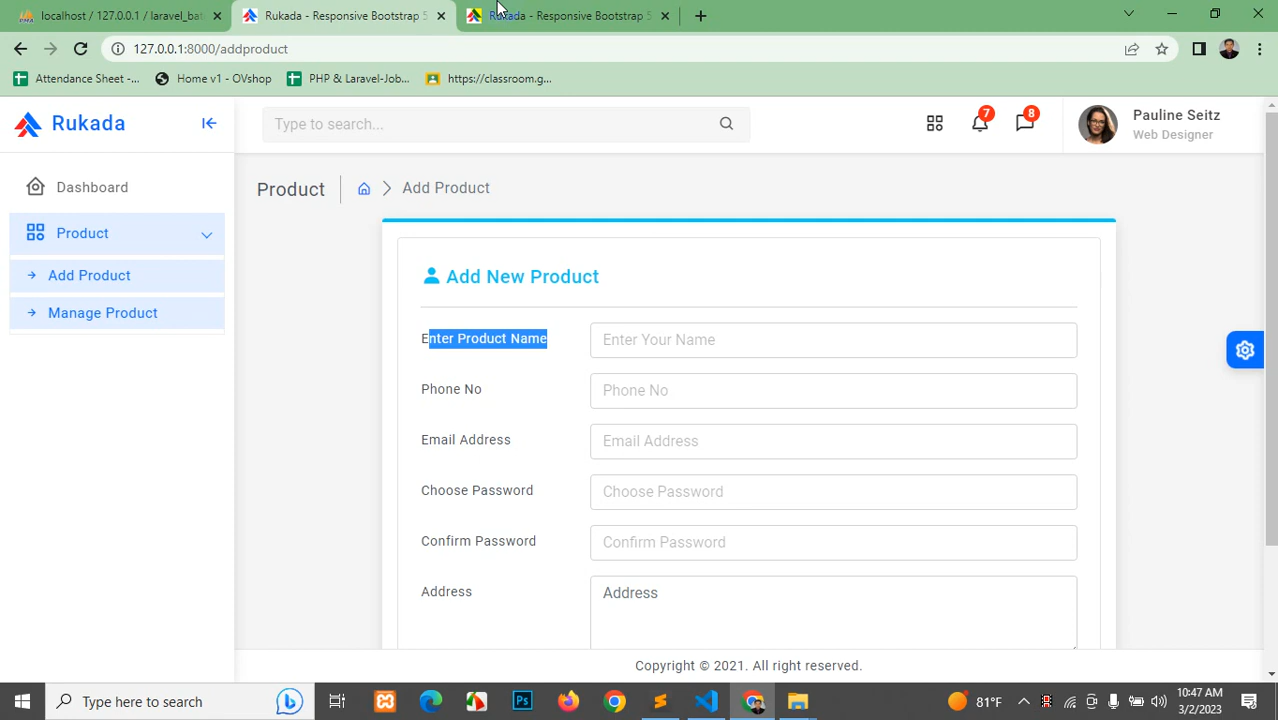 localhost / 127.0.0.1 / laravel_bat
Rukada - Responsive Bootstrap 5
Rukada - Responsive Bootstrap 5
127.0.0.1:8000/addproduct
Attendance Sheet -...
Home v1 - OVshop
PHP & Laravel-Job...
https://classroom.g...
Rukada
Type to search...
7
8
Pauline Seitz
Web Designer
Dashboard
Product
Add Product
Manage Product
Product
Add Product
Add New Product
Enter Product Name
Enter Your Name
Phone No
Phone No
Email Address
Email Address
Choose Password
Choose Password
Confirm Password
Confirm Password
Address
Address
Copyright © 2021. All right reserved.
Type here to search
Ps
81°F
10:47 AM
3/2/2023